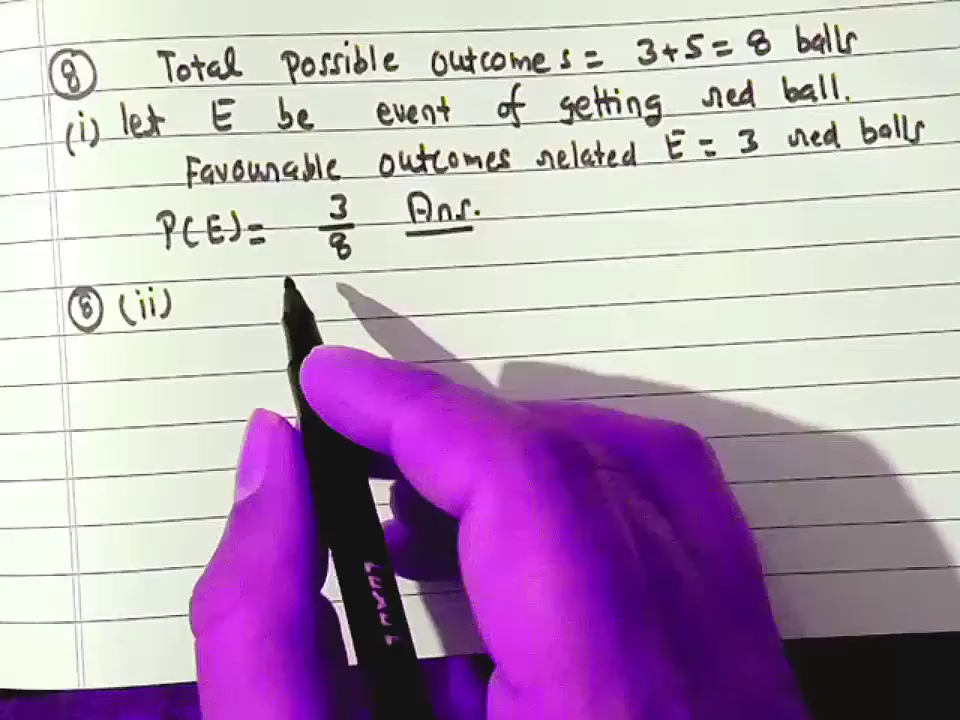 ⑧ Total possible outcomes = 3+5 = 8 balls
(i) let E be event of getting red ball.
Favourable outcomes related E = 3 red balls
P(E) = 3/8 Ans.
⑧ (ii)